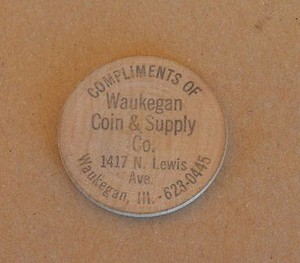 COMPLIMENTS OF
Waukegan
Coin & Supply
Co.
1417 N. Lewis
Ave.
Waukegan, Ill. - 623-0445